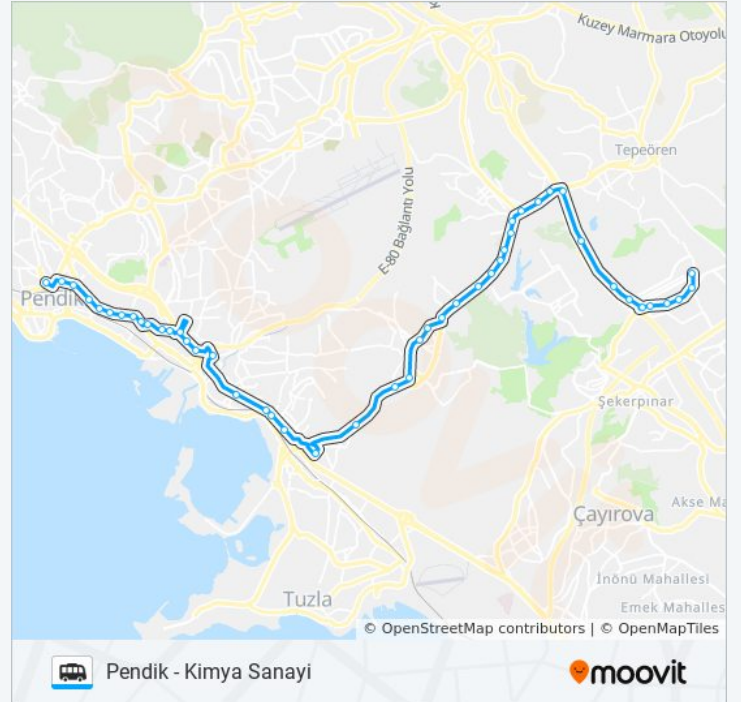 Kuzey Marmara Otoyolu
Tepeören
E-80 Bağlantı Yolu
Pendik
Şekerpınar
Akse Ma
Çayırova
İnönü Mahallesi
Emek Mahalles
Tuzla
© OpenStreetMap contributors | © OpenMapTiles
Pendik - Kimya Sanayi
moovit